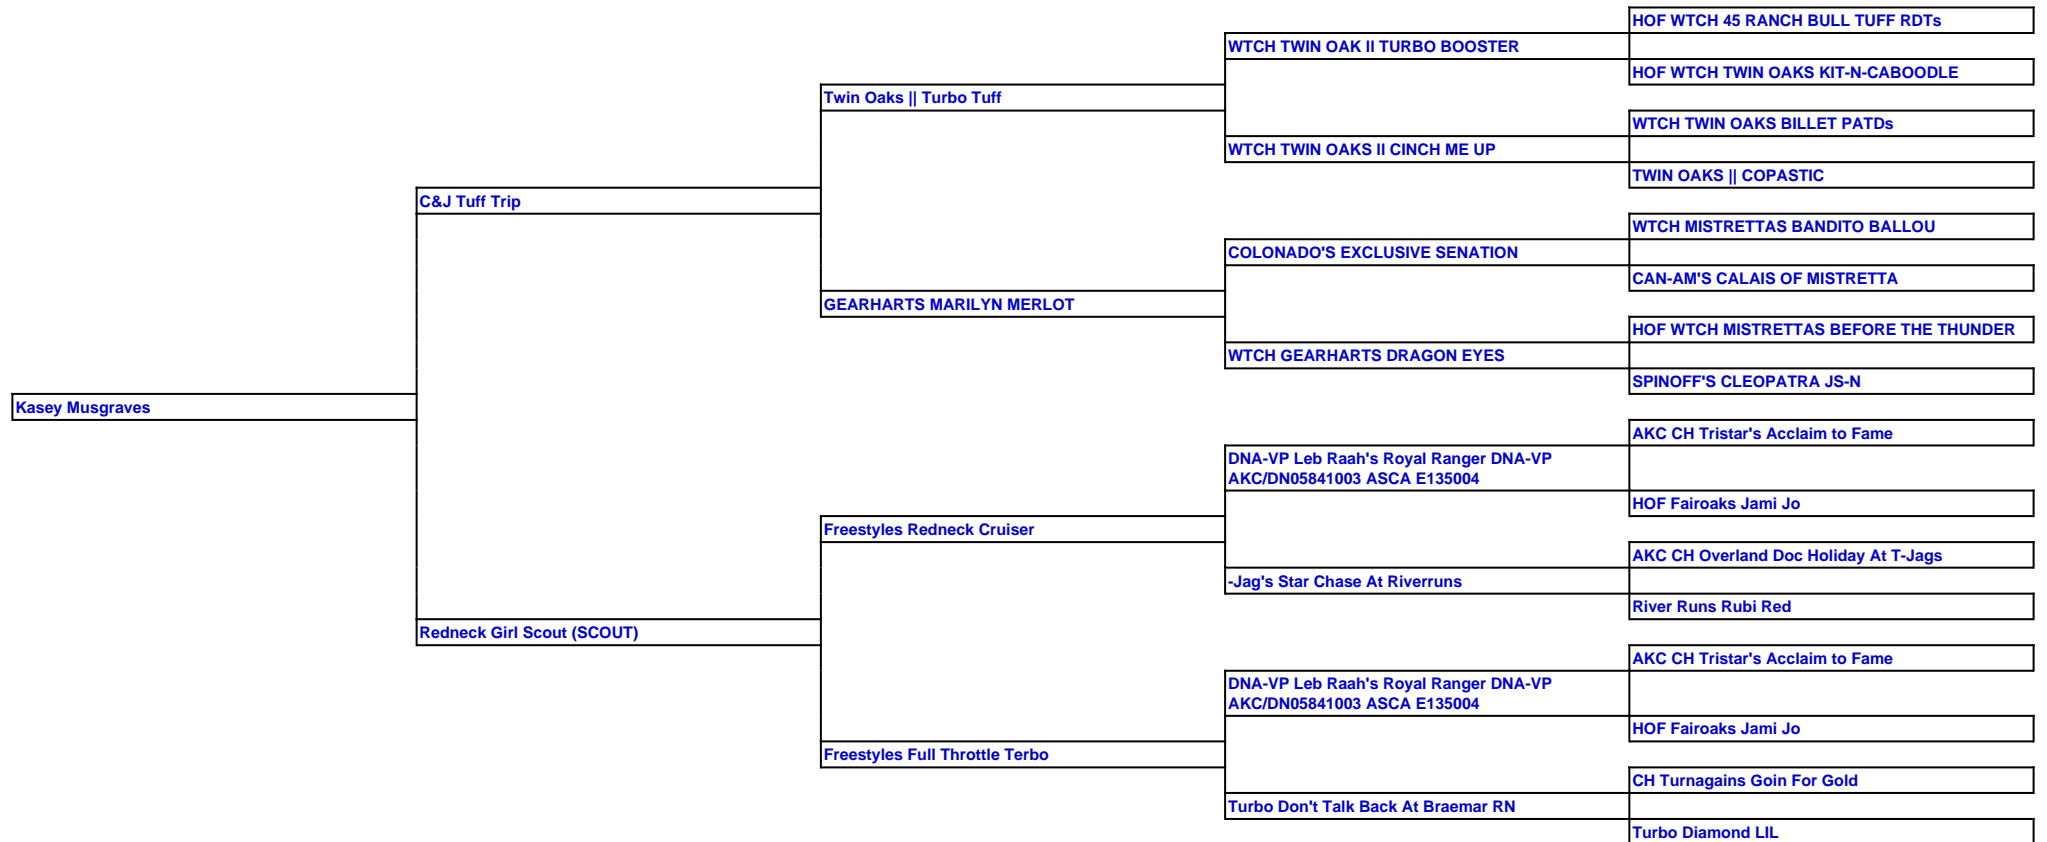 HOF WTCH 45 RANCH BULL TUFF RDTs
WTCH TWIN OAK II TURBO BOOSTER
HOF WTCH TWIN OAKS KIT-N-CABOODLE
Twin Oaks || Turbo Tuff
WTCH TWIN OAKS BILLET PATDs
WTCH TWIN OAKS II CINCH ME UP
TWIN OAKS || COPASTIC
C&J Tuff Trip
WTCH MISTRETTAS BANDITO BALLOU
COLONADO'S EXCLUSIVE SENATION
CAN-AM'S CALAIS OF MISTRETTA
GEARHARTS MARILYN MERLOT
HOF WTCH MISTRETTAS BEFORE THE THUNDER
WTCH GEARHARTS DRAGON EYES
SPINOFF'S CLEOPATRA JS-N
Kasey Musgraves
AKC CH Tristar's Acclaim to Fame
DNA-VP Leb Raah's Royal Ranger DNA-VP
AKC/DN05841003 ASCA E135004
HOF Fairoaks Jami Jo
Freestyles Redneck Cruiser
AKC CH Overland Doc Holiday At T-Jags
-Jag's Star Chase At Riverruns
River Runs Rubi Red
Redneck Girl Scout (SCOUT)
AKC CH Tristar's Acclaim to Fame
DNA-VP Leb Raah's Royal Ranger DNA-VP
AKC/DN05841003 ASCA E135004
HOF Fairoaks Jami Jo
Freestyles Full Throttle Terbo
CH Turnagains Goin For Gold
Turbo Don't Talk Back At Braemar RN
Turbo Diamond LIL